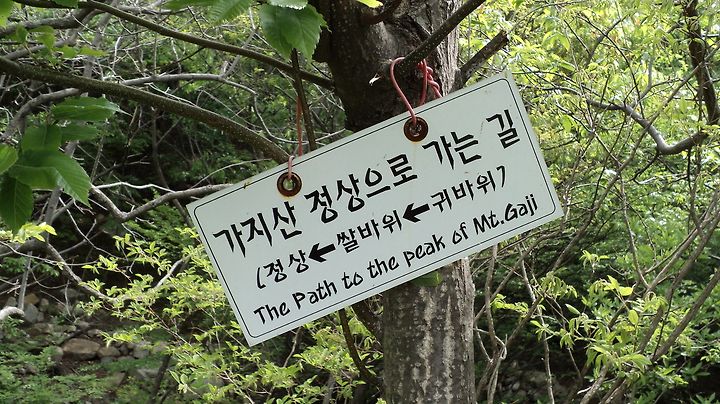 가지산 정상으로 가는 길
(정상←쌀바위←귀바위)
The Path to the peak of Mt.Gaji